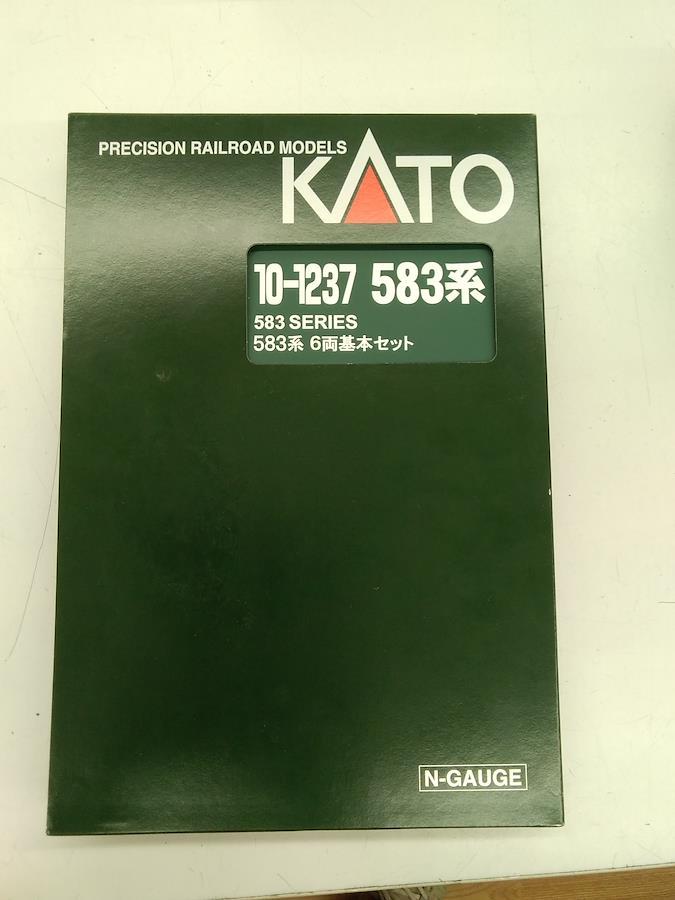 PRECISION RAILROAD MODELS
KATO
10-1237 583系
583 SERIES
583系 6両基本セット
N-GAUGE